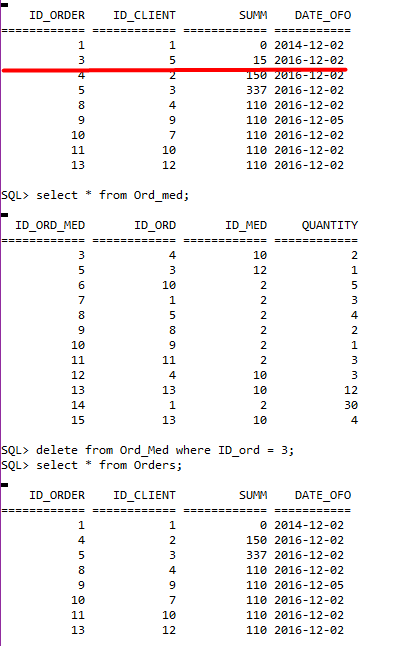 ID_ORDER ID_CLIENT SUMM DATE_OFO
============ ============ ============ ===========
1 1 0 2014-12-02
3 5 15 2016-12-02
4 2 150 2016-12-02
5 3 337 2016-12-02
8 4 110 2016-12-02
9 9 110 2016-12-05
10 7 110 2016-12-02
11 10 110 2016-12-02
13 12 110 2016-12-02
SQL> select * from Ord_med;
ID_ORD_MED ID_ORD ID_MED QUANTITY
============ ============ ============ ============
3 4 10 2
5 3 12 1
6 10 2 5
7 1 2 3
8 5 2 4
9 8 2 2
10 9 2 1
11 11 2 3
12 4 10 3
13 13 10 12
14 1 2 30
15 13 10 4
SQL> delete from Ord_Med where ID_ord = 3;
SQL> select * from Orders;
ID_ORDER ID_CLIENT SUMM DATE_OFO
============ ============ ============ ===========
1 1 0 2014-12-02
4 2 150 2016-12-02
5 3 337 2016-12-02
8 4 110 2016-12-02
9 9 110 2016-12-05
10 7 110 2016-12-02
11 10 110 2016-12-02
13 12 110 2016-12-02